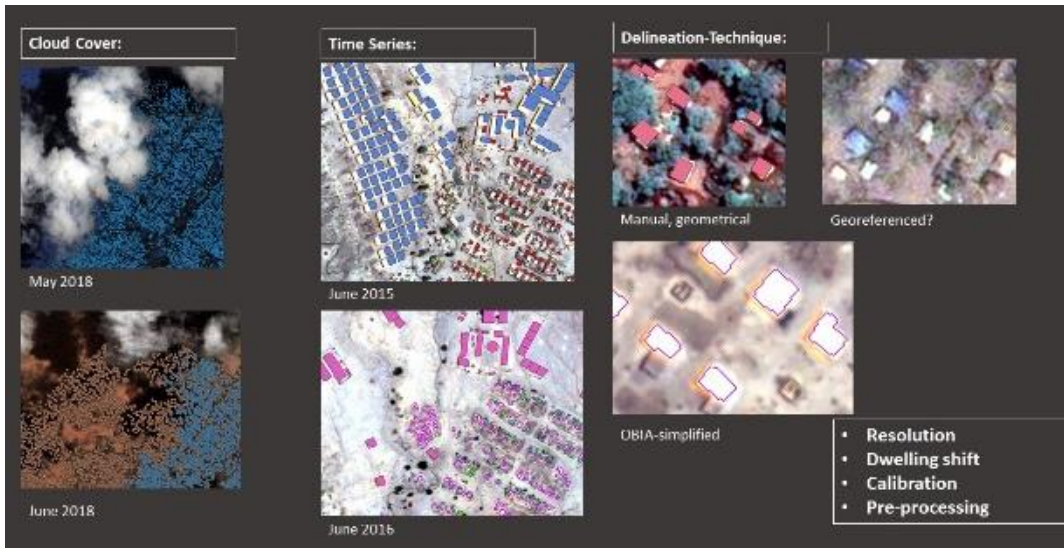 Cloud Cover:
May 2018
June 2018
Time Series:
June 2015
June 2016
Delineation-Technique:
Manual, geometrical
Georeferenced?
OBIA-simplified
• Resolution
• Dwelling shift
• Calibration
• Pre-processing